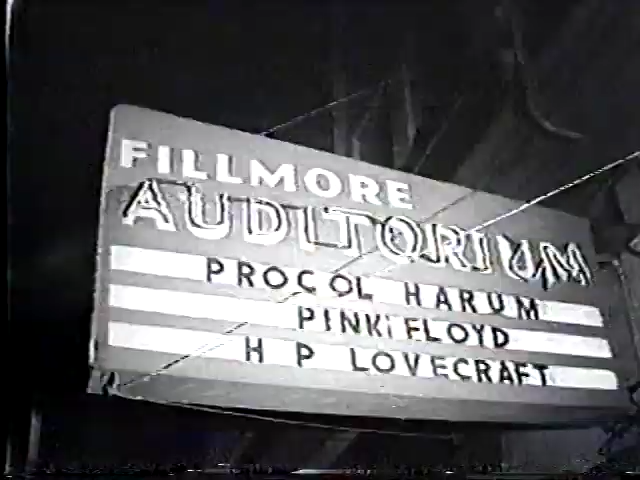 FILLMORE
AUDITORIUM
PROCOL HARUM
PINK FLOYD
H P LOVECRAFT